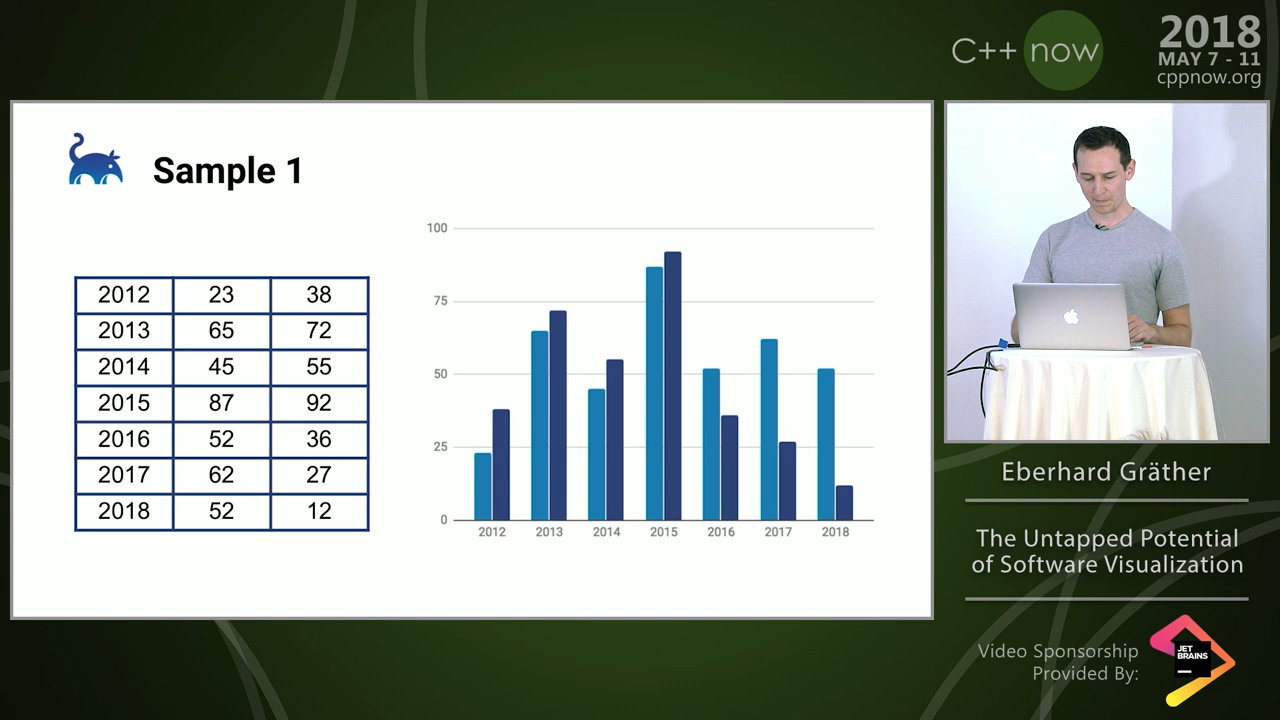 C++ now
2018
MAY 7 - 11
cppnow.org
Sample 1
2012 23 38
2013 65 72
2014 45 55
2015 87 92
2016 52 36
2017 62 27
2018 52 12
100
75
50
25
0
2012 2013 2014 2015 2016 2017 2018
Eberhard Gräther
The Untapped Potential
of Software Visualization
Video Sponsorship
Provided By:
JET
BRAINS